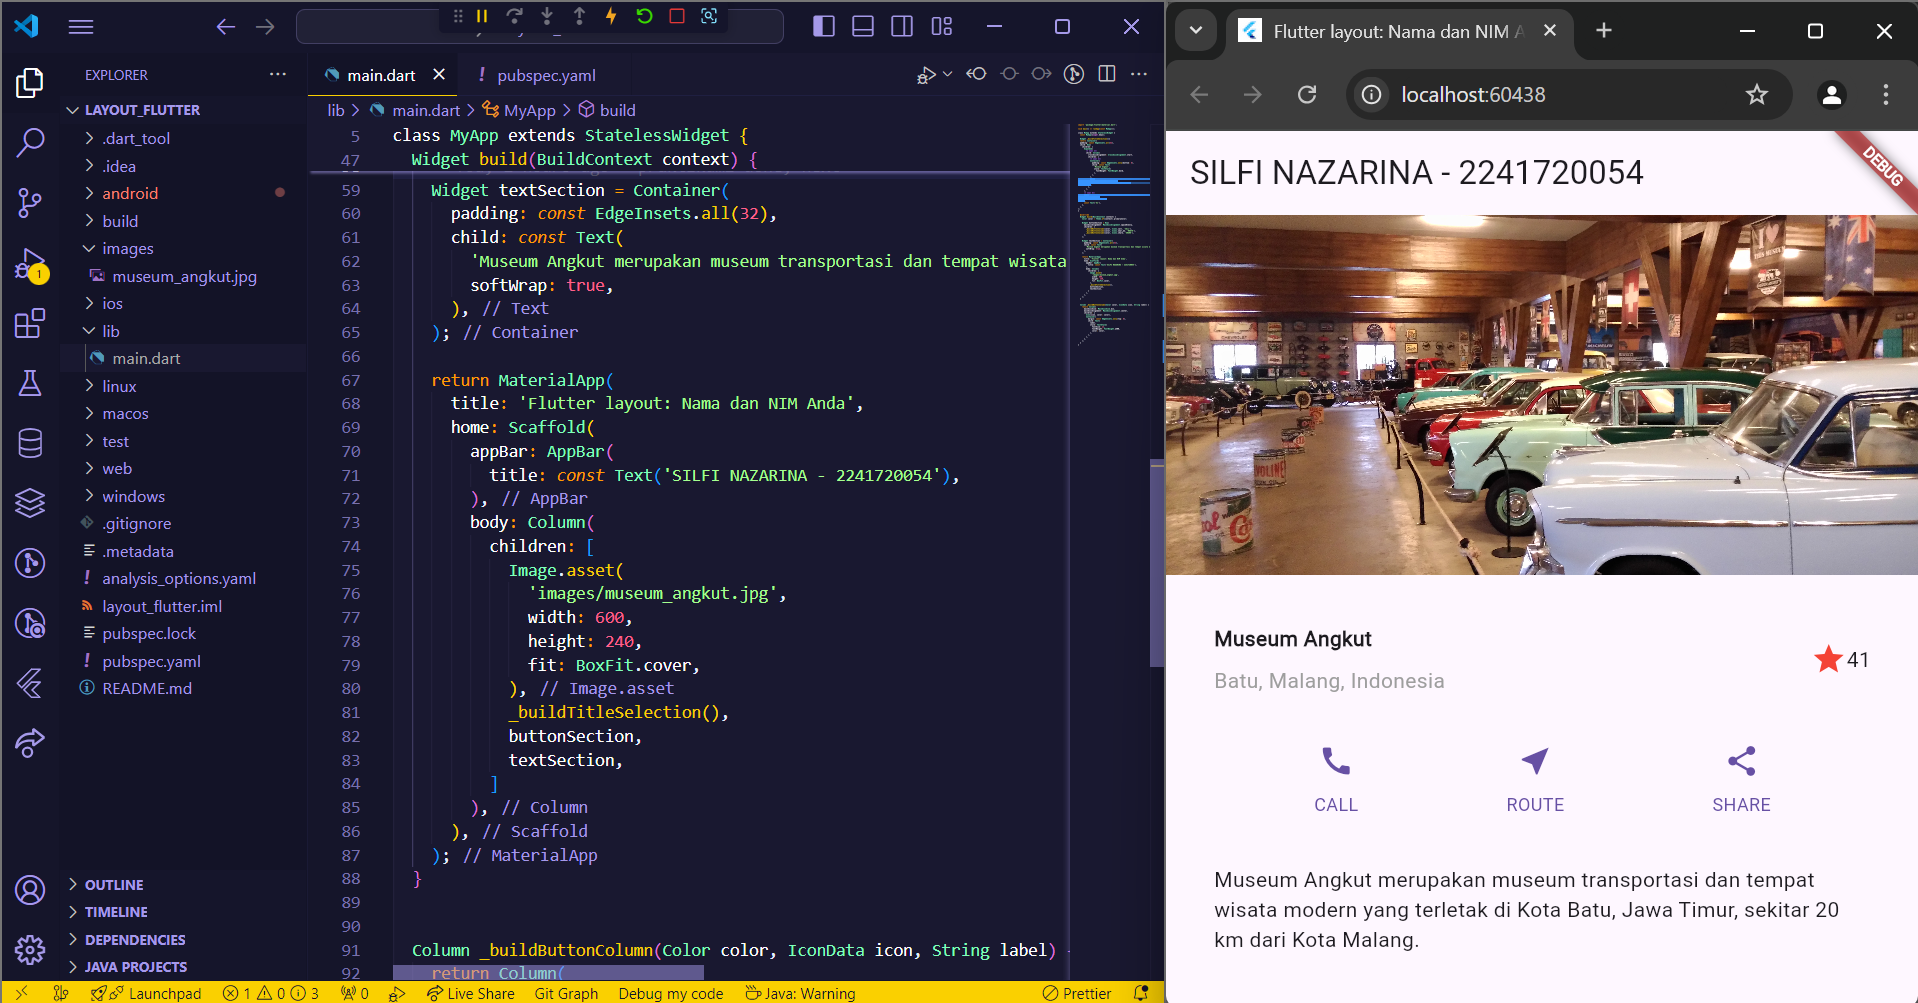 EXPLORER
LAYOUT_FLUTTER
.dart_tool
.idea
android
build
images
museum_angkut.jpg
ios
lib
main.dart
linux
macos
test
web
windows
.gitignore
.metadata
analysis_options.yaml
layout_flutter.iml
pubspec.lock
pubspec.yaml
README.md
OUTLINE
TIMELINE
DEPENDENCIES
JAVA PROJECTS
1
main.dart
! pubspec.yaml
lib > main.dart > MyApp > build
5 class MyApp extends StatelessWidget {
47 Widget build(BuildContext context) {
59 Widget textSection = Container(
60 padding: const EdgeInsets.all(32),
61 child: const Text(
62 'Museum Angkut merupakan museum transportasi dan tempat wisata
63 softWrap: true,
64 ), // Text
65 ); // Container
66
67 return MaterialApp(
68 title: 'Flutter layout: Nama dan NIM Anda',
69 home: Scaffold(
70 appBar: AppBar(
71 title: const Text('SILFI NAZARINA - 2241720054'),
72 ), // AppBar
73 body: Column(
74 children: [
75 Image.asset(
76 'images/museum_angkut.jpg',
77 width: 600,
78 height: 240,
79 fit: BoxFit.cover,
80 ), // Image.asset
81 _buildTitleSelection(),
82 buttonSection,
83 textSection,
84 ]
85 ), // Column
86 ), // Scaffold
87 ); // MaterialApp
88 }
89
90
91 Column _buildButtonColumn(Color color, IconData icon, String label)
92 return Column(
Launchpad
1 0 3
0
Live Share
Git Graph
Debug my code
Java: Warning
Prettier
Flutter layout: Nama dan NIM A
localhost:60438
SILFI NAZARINA - 2241720054
DEBUG
Museum Angkut
Batu, Malang, Indonesia
41
CALL
ROUTE
SHARE
Museum Angkut merupakan museum transportasi dan tempat
wisata modern yang terletak di Kota Batu, Jawa Timur, sekitar 20
km dari Kota Malang.